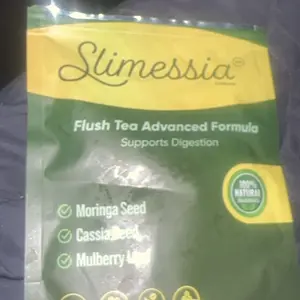 Slimessia
Flush Tea Advanced Formula
Supports Digestion
100%
NATURAL
Moringa Seed
Cassia Seed
Mulberry